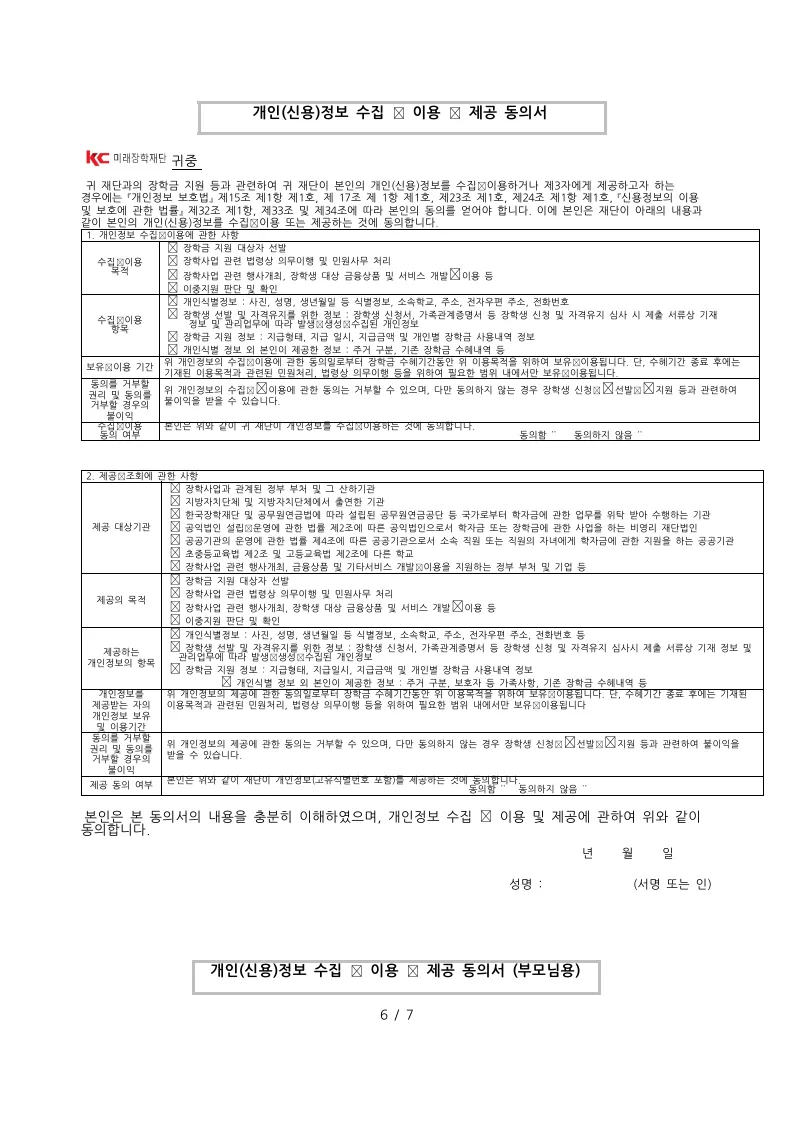 개인(신용)정보 수집 ☒ 이용 ☒ 제공 동의서
KC 미래장학재단 귀중
귀 재단과의 장학금 지원 등과 관련하여 귀 재단이 본인의 개인(신용)정보를 수집☒이용하거나 제3자에게 제공하고자 하는
경우에는 『개인정보 보호법』 제15조 제1항 제1호, 제 17조 제 1항 제1호, 제23조 제1호, 제24조 제1항 제1호, 『신용정보의 이용
및 보호에 관한 법률』 제32조 제1항, 제33조 및 제34조에 따라 본인의 동의를 얻어야 합니다. 이에 본인은 재단이 아래의 내용과
같이 본인의 개인(신용)정보를 수집☒이용 또는 제공하는 것에 동의합니다.
1. 개인정보 수집☒이용에 관한 사항
수집☒이용
목적
☒ 장학금 지원 대상자 선발
☒ 장학사업 관련 법령상 의무이행 및 민원사무 처리
☒ 장학사업 관련 행사개최, 장학생 대상 금융상품 및 서비스 개발☒이용 등
☒ 이중지원 판단 및 확인
수집☒이용
항목
☒ 개인식별정보 : 사진, 성명, 생년월일 등 식별정보, 소속학교, 주소, 전자우편 주소, 전화번호
☒ 장학생 선발 및 자격유지를 위한 정보 : 장학생 신청서, 가족관계증명서 등 장학생 신청 및 자격유지 심사 시 제출 서류상 기재
정보 및 관리업무에 따라 발생☒생성☒수집된 개인정보
☒ 장학금 지원 정보 : 지급형태, 지급 일시, 지급금액 및 개인별 장학금 사용내역 정보
☒ 개인식별 정보 외 본인이 제공한 정보 : 주거 구분, 기존 장학금 수혜내역 등
보유☒이용 기간
위 개인정보의 수집☒이용에 관한 동의일로부터 장학금 수혜기간동안 위 이용목적을 위하여 보유☒이용됩니다. 단, 수혜기간 종료 후에는
기재된 이용목적과 관련된 민원처리, 법령상 의무이행 등을 위하여 필요한 범위 내에서만 보유☒이용됩니다.
동의를 거부할
권리 및 동의를
거부할 경우의
불이익
위 개인정보의 수집☒☒이용에 관한 동의는 거부할 수 있으며, 다만 동의하지 않는 경우 장학생 신청☒☒선발☒☒지원 등과 관련하여
불이익을 받을 수 있습니다.
수집☒이용
동의 여부
본인은 위와 같이 귀 재단이 개인정보를 수집☒이용하는 것에 동의합니다.
동의함 ¨ 동의하지 않음 ¨
2. 제공☒조회에 관한 사항
제공 대상기관
☒ 장학사업과 관계된 정부 부처 및 그 산하기관
☒ 지방자치단체 및 지방자치단체에서 출연한 기관
☒ 한국장학재단 및 공무원연금법에 따라 설립된 공무원연금공단 등 국가로부터 학자금에 관한 업무를 위탁 받아 수행하는 기관
☒ 공익법인 설립☒운영에 관한 법률 제2조에 따른 공익법인으로서 학자금 또는 장학금에 관한 사업을 하는 비영리 재단법인
☒ 공공기관의 운영에 관한 법률 제4조에 따른 공공기관으로서 소속 직원 또는 직원의 자녀에게 학자금에 관한 지원을 하는 공공기관
☒ 초중등교육법 제2조 및 고등교육법 제2조에 다른 학교
☒ 장학사업 관련 행사개최, 금융상품 및 기타서비스 개발☒이용을 지원하는 정부 부처 및 기업 등
제공의 목적
☒ 장학금 지원 대상자 선발
☒ 장학사업 관련 법령상 의무이행 및 민원사무 처리
☒ 장학사업 관련 행사개최, 장학생 대상 금융상품 및 서비스 개발☒이용 등
☒ 이중지원 판단 및 확인
제공하는
개인정보의 항목
☒ 개인식별정보 : 사진, 성명, 생년월일 등 식별정보, 소속학교, 주소, 전자우편 주소, 전화번호 등
☒ 장학생 선발 및 자격유지를 위한 정보 : 장학생 신청서, 가족관계증명서 등 장학생 신청 및 자격유지 심사시 제출 서류상 기재 정보 및
관리업무에 따라 발생☒생성☒수집된 개인정보
☒ 장학금 지원 정보 : 지급형태, 지급일시, 지급금액 및 개인별 장학금 사용내역 정보
☒ 개인식별 정보 외 본인이 제공한 정보 : 주거 구분, 보호자 등 가족사항, 기존 장학금 수혜내역 등
개인정보를
제공받는 자의
개인정보 보유
및 이용기간
위 개인정보의 제공에 관한 동의일로부터 장학금 수혜기간동안 위 이용목적을 위하여 보유☒이용됩니다. 단, 수혜기간 종료 후에는 기재된
이용목적과 관련된 민원처리, 법령상 의무이행 등을 위하여 필요한 범위 내에서만 보유☒이용됩니다
동의를 거부할
권리 및 동의를
거부할 경우의
불이익
위 개인정보의 제공에 관한 동의는 거부할 수 있으며, 다만 동의하지 않는 경우 장학생 신청☒☒선발☒☒지원 등과 관련하여 불이익을
받을 수 있습니다.
제공 동의 여부
본인은 위와 같이 재단이 개인정보(고유식별번호 포함)를 제공하는 것에 동의합니다.
동의함 ¨ 동의하지 않음 ¨
본인은 본 동의서의 내용을 충분히 이해하였으며, 개인정보 수집 ☒ 이용 및 제공에 관하여 위와 같이
동의합니다.
년 월 일
성명 : (서명 또는 인)
개인(신용)정보 수집 ☒ 이용 ☒ 제공 동의서 (부모님용)
6 / 7